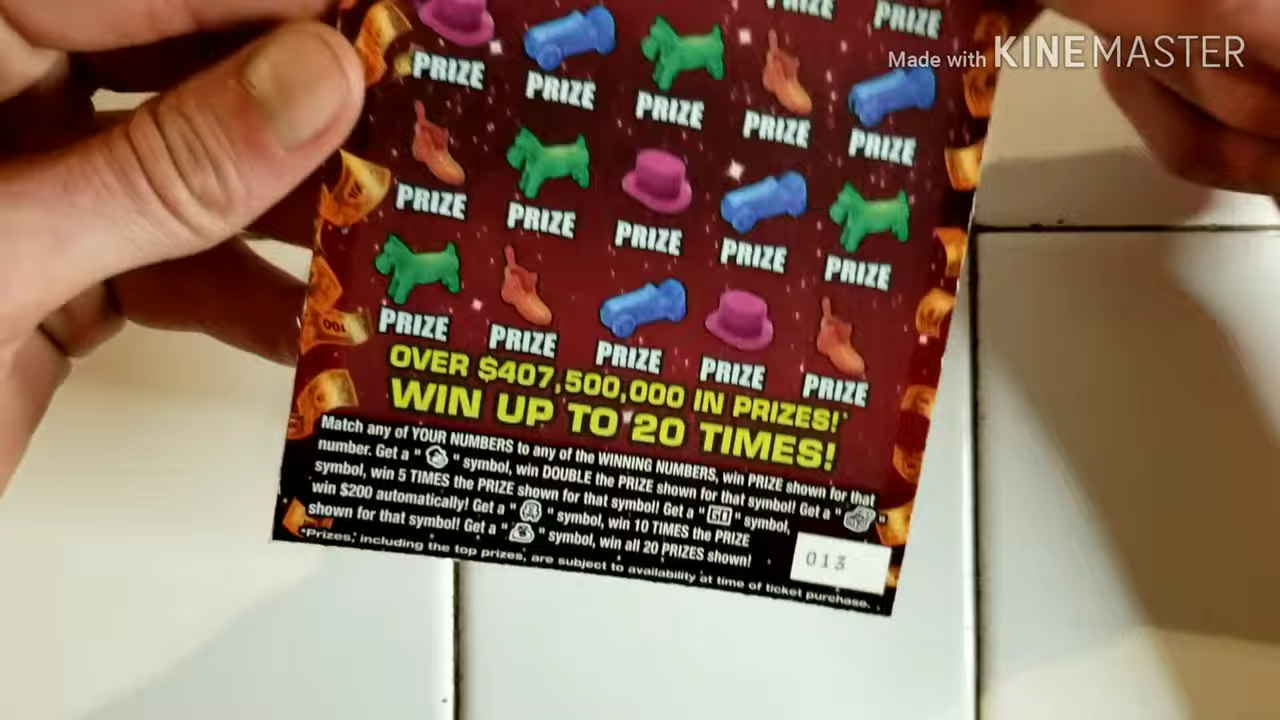 Made with KINEMASTER
PRIZE PRIZE
PRIZE PRIZE PRIZE PRIZE PRIZE
PRIZE PRIZE PRIZE PRIZE PRIZE
PRIZE PRIZE PRIZE PRIZE PRIZE
OVER $407,500,000 IN PRIZES!*
WIN UP TO 20 TIMES!
Match any of YOUR NUMBERS to any of the WINNING NUMBERS, win PRIZE shown for that
number. Get a " " symbol, win DOUBLE the PRIZE shown for that symbol! Get a " "
symbol, win 5 TIMES the PRIZE shown for that symbol! Get a "GO" symbol,
win $200 automatically! Get a " " symbol, win 10 TIMES the PRIZE
shown for that symbol! Get a " " symbol, win all 20 PRIZES shown!
*Prizes, including the top prizes, are subject to availability at time of ticket purchase.
013